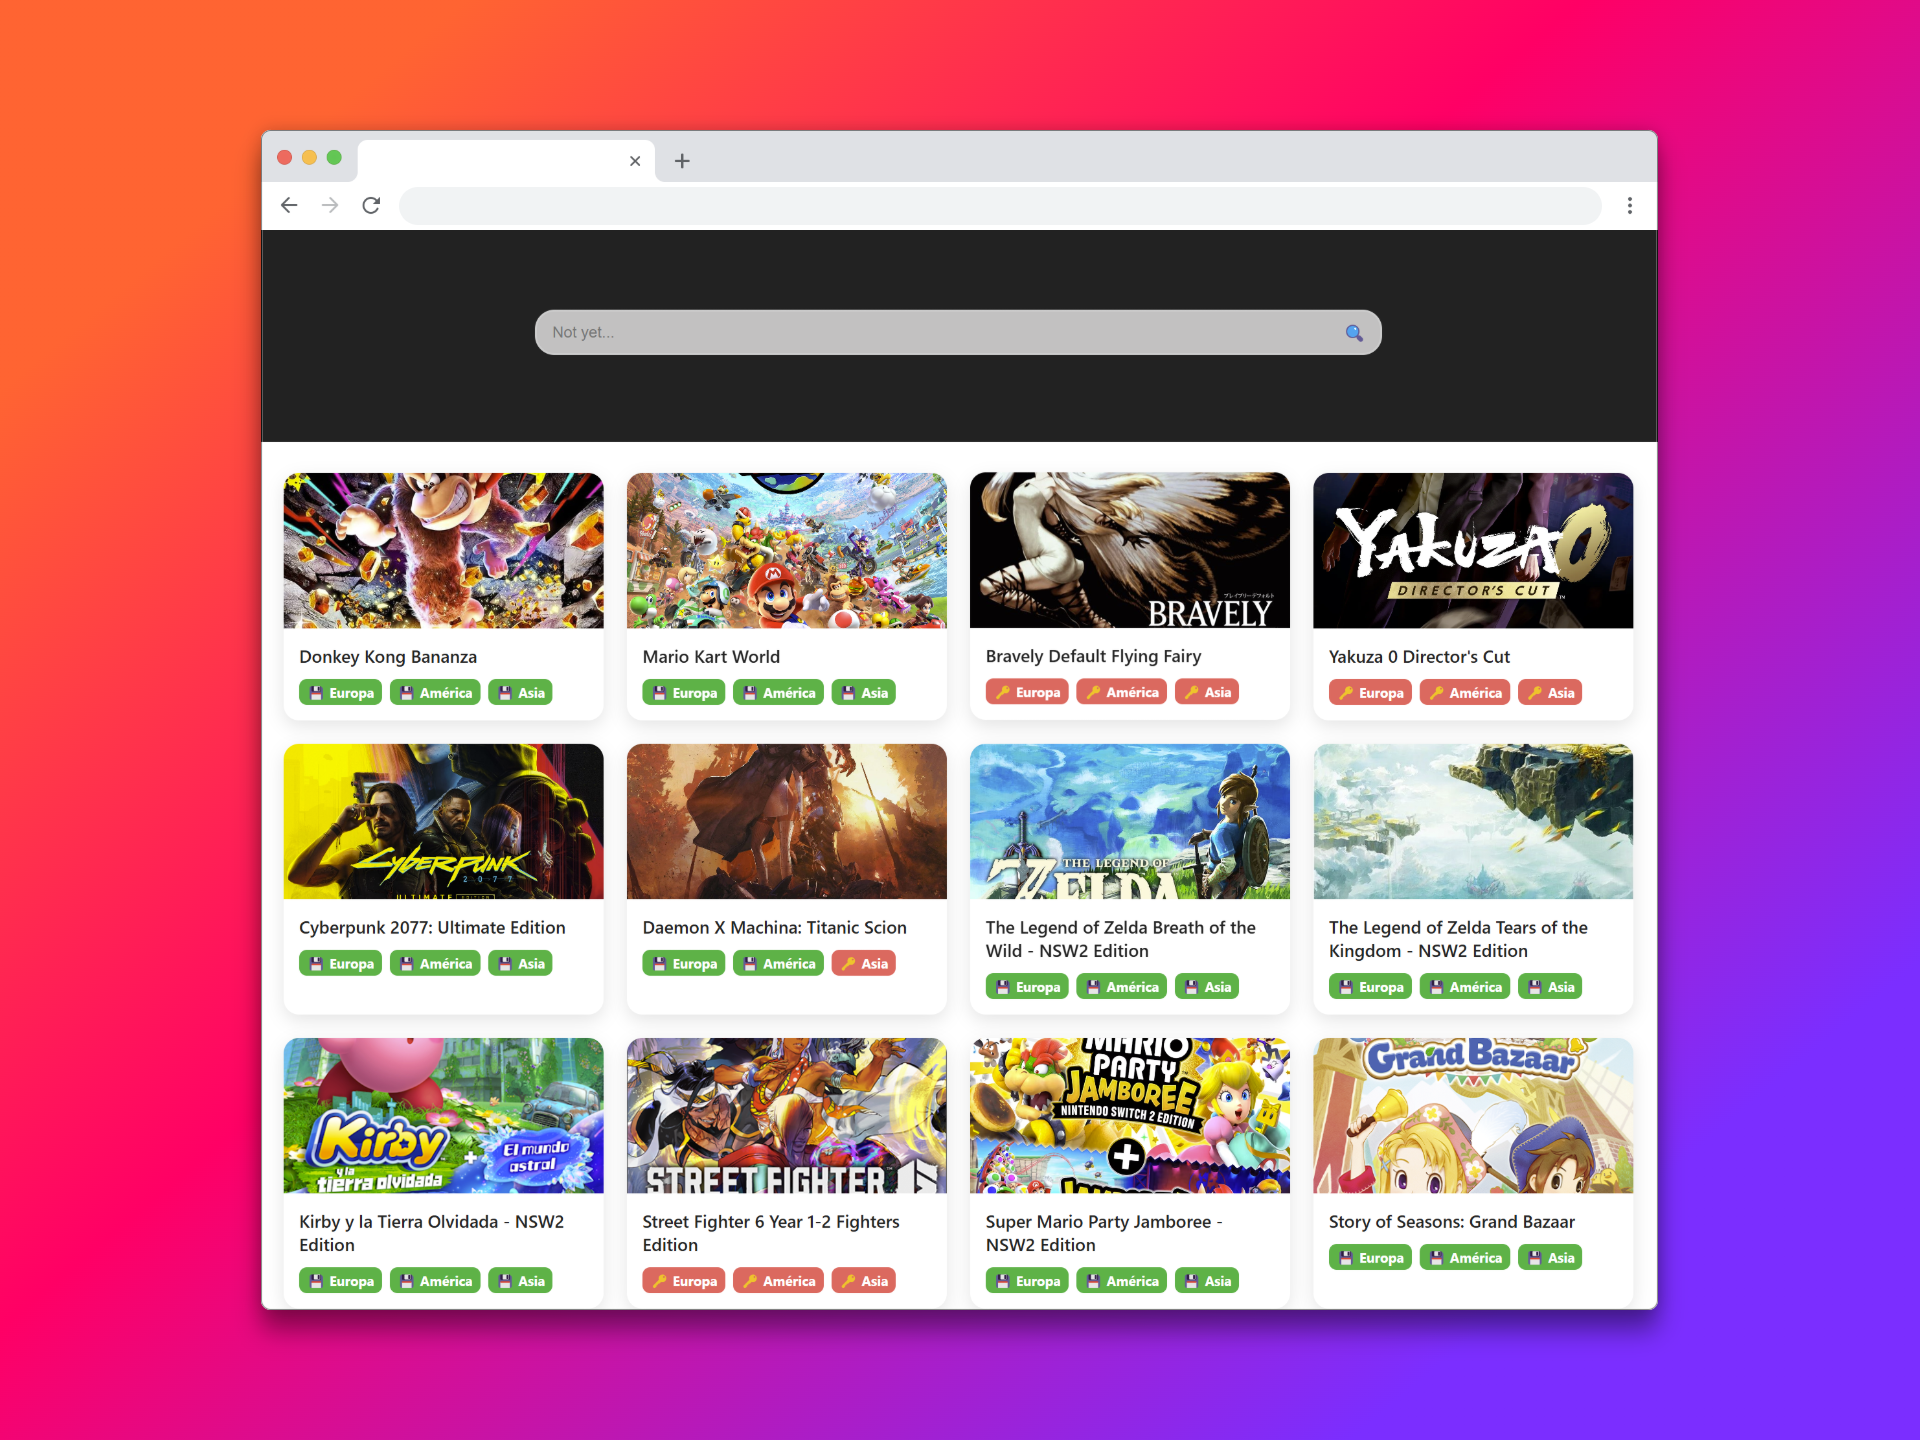 Not yet...
BRAVELY
YAKUZA 0
DIRECTOR'S CUT
Donkey Kong Bananza
Europa América Asia
Mario Kart World
Europa América Asia
Bravely Default Flying Fairy
Europa América Asia
Yakuza 0 Director's Cut
Europa América Asia
Cyberpunk
2077
ULTIMATE EDITION
THE LEGEND OF
ZELDA
Cyberpunk 2077: Ultimate Edition
Europa América Asia
Daemon X Machina: Titanic Scion
Europa América Asia
The Legend of Zelda Breath of the
Wild - NSW2 Edition
Europa América Asia
The Legend of Zelda Tears of the
Kingdom - NSW2 Edition
Europa América Asia
Kirby
y la
tierra olvidada
+
El mundo
astral
STREET FIGHTER 6
MARIO
PARTY
JAMBOREE
NINTENDO SWITCH 2 EDITION
+
Grand Bazaar
Kirby y la Tierra Olvidada - NSW2
Edition
Europa América Asia
Street Fighter 6 Year 1-2 Fighters
Edition
Europa América Asia
Super Mario Party Jamboree -
NSW2 Edition
Europa América Asia
Story of Seasons: Grand Bazaar
Europa América Asia